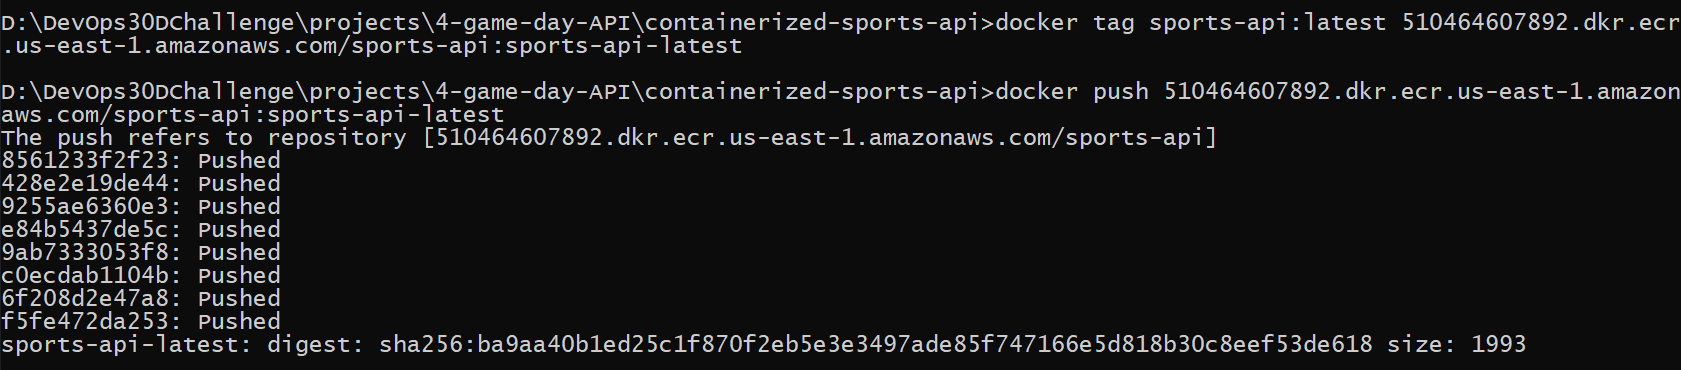 D:\DevOps30DChallenge\projects\4-game-day-API\containerized-sports-api>docker tag sports-api:latest 510464607892.dkr.ecr
.us-east-1.amazonaws.com/sports-api:sports-api-latest
D:\DevOps30DChallenge\projects\4-game-day-API\containerized-sports-api>docker push 510464607892.dkr.ecr.us-east-1.amazon
aws.com/sports-api:sports-api-latest
The push refers to repository [510464607892.dkr.ecr.us-east-1.amazonaws.com/sports-api]
8561233f2f23: Pushed
428e2e19de44: Pushed
9255ae6360e3: Pushed
e84b5437de5c: Pushed
9ab7333053f8: Pushed
c0ecdab1104b: Pushed
6f208d2e47a8: Pushed
f5fe472da253: Pushed
sports-api-latest: digest: sha256:ba9aa40b1ed25c1f870f2eb5e3e3497ade85f747166e5d818b30c8eef53de618 size: 1993